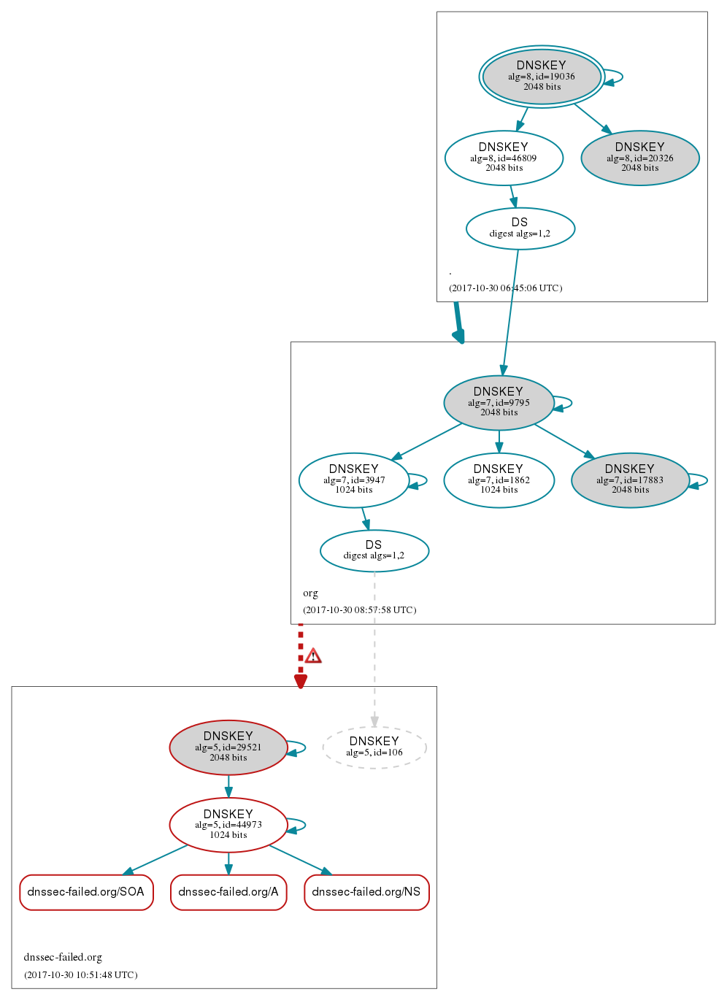 DNSKEY
alg=8, id=19036
2048 bits
DNSKEY
alg=8, id=46809
2048 bits
DNSKEY
alg=8, id=20326
2048 bits
DS
digest algs=1,2
.
(2017-10-30 06:45:06 UTC)
DNSKEY
alg=7, id=9795
2048 bits
DNSKEY
alg=7, id=3947
1024 bits
DNSKEY
alg=7, id=1862
1024 bits
DNSKEY
alg=7, id=17883
2048 bits
DS
digest algs=1,2
org
(2017-10-30 08:57:58 UTC)
DNSKEY
alg=5, id=29521
2048 bits
DNSKEY
alg=5, id=106
DNSKEY
alg=5, id=44973
1024 bits
dnssec-failed.org/SOA
dnssec-failed.org/A
dnssec-failed.org/NS
dnssec-failed.org
(2017-10-30 10:51:48 UTC)